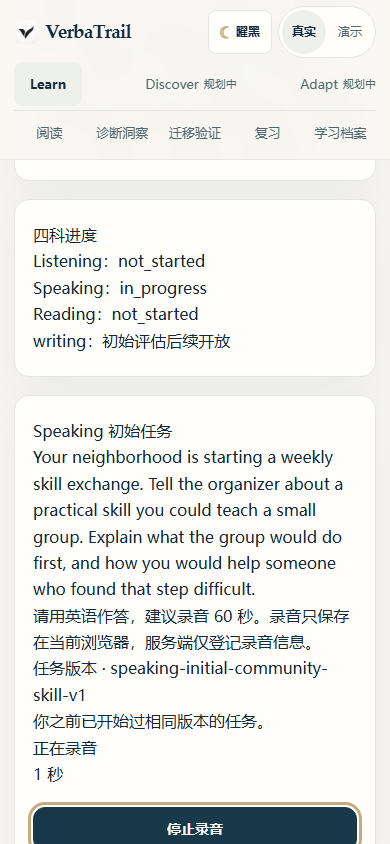 VerbaTrail
曜黑
真实
演示
Learn
Discover 规划中
Adapt 规划中
阅读
诊断洞察
迁移验证
复习
学习档案
四科进度
Listening：not_started
Speaking：in_progress
Reading：not_started
writing：初始评估后续开放
Speaking 初始任务
Your neighborhood is starting a weekly
skill exchange. Tell the organizer about a
practical skill you could teach a small
group. Explain what the group would do
first, and how you would help someone
who found that step difficult.
请用英语作答，建议录音 60 秒。录音只保存
在当前浏览器，服务端仅登记录音信息。
任务版本 · speaking-initial-community-
skill-v1
你之前已开始过相同版本的任务。
正在录音
1 秒
停止录音